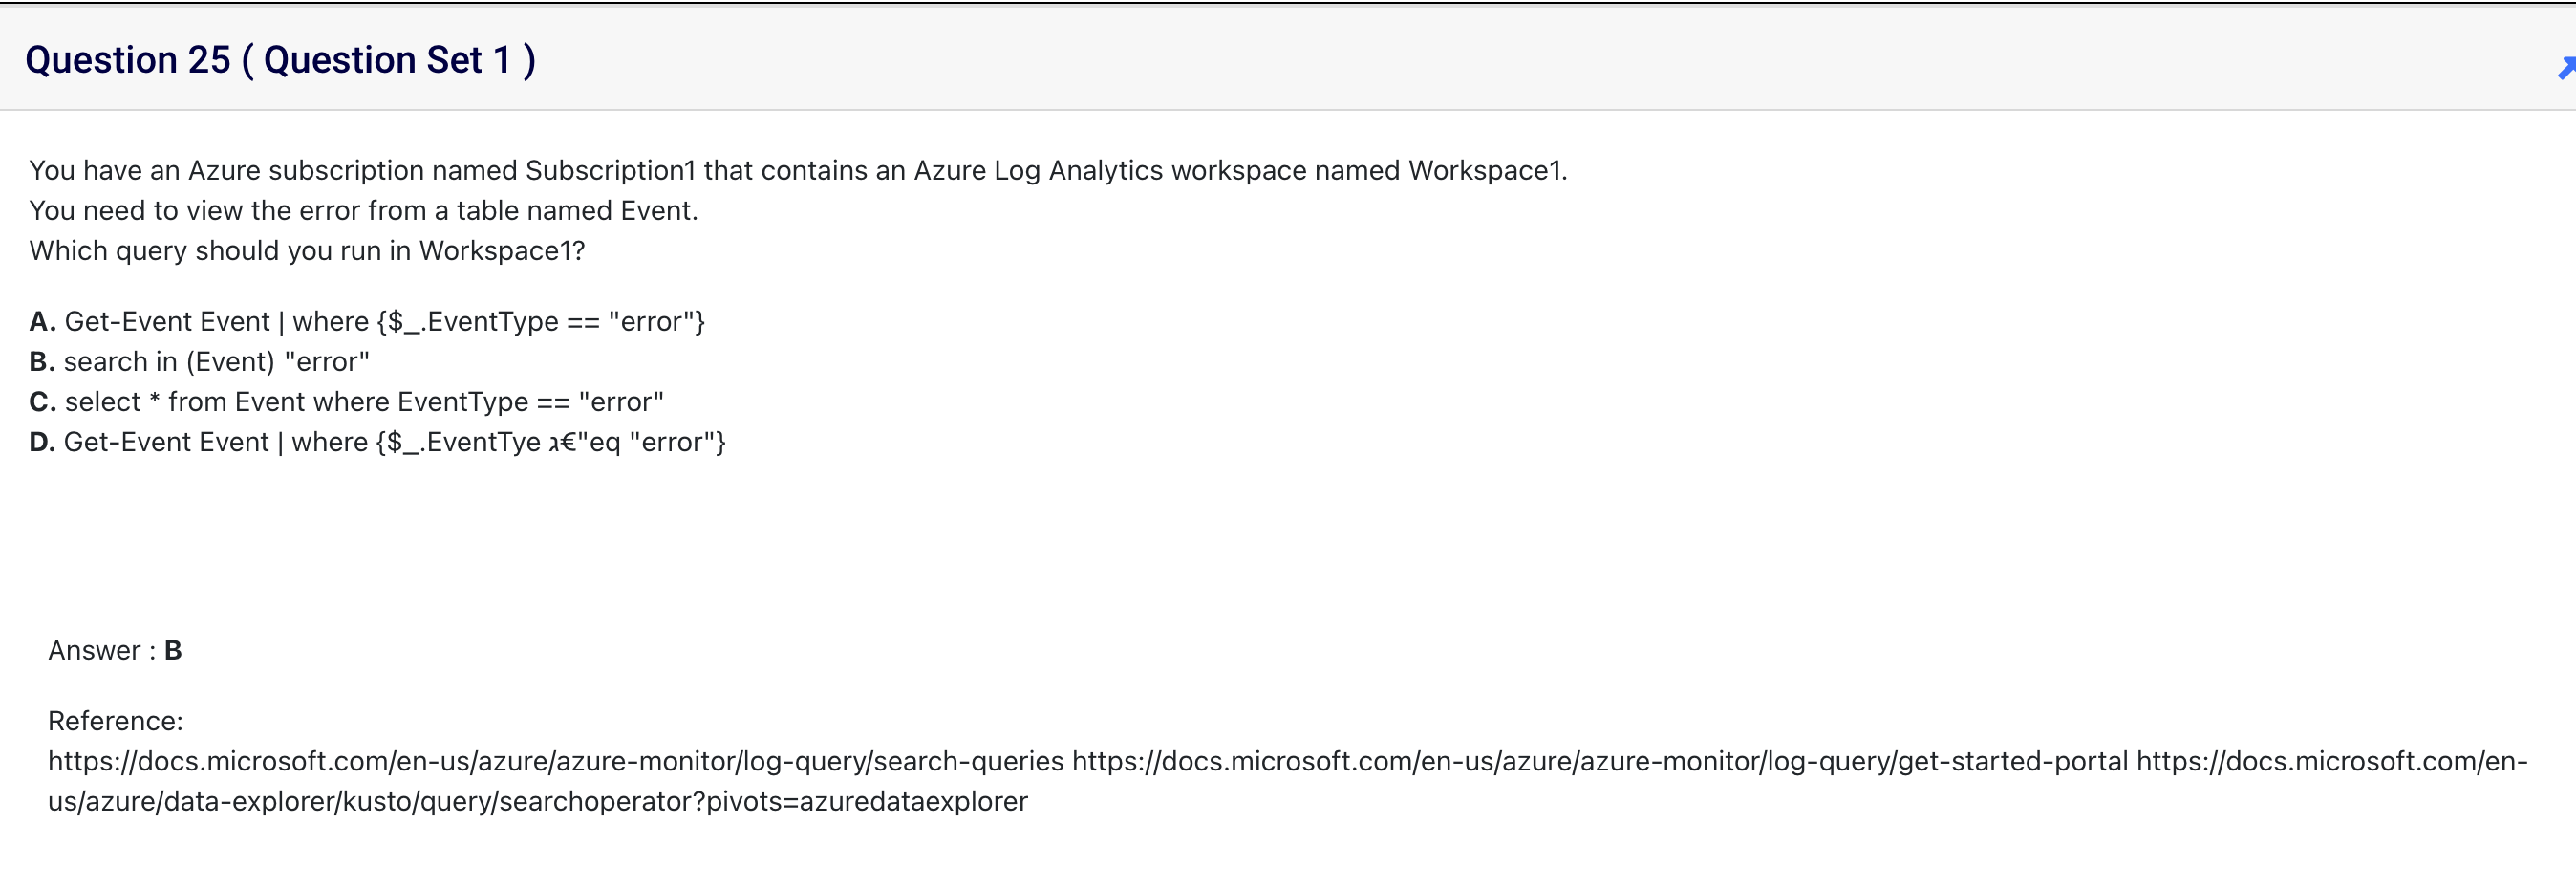 Question 25 ( Question Set 1 )
You have an Azure subscription named Subscription1 that contains an Azure Log Analytics workspace named Workspace1.
You need to view the error from a table named Event.
Which query should you run in Workspace1?
A. Get-Event Event | where {$_.EventType == "error"}
B. search in (Event) "error"
C. select * from Event where EventType == "error"
D. Get-Event Event | where {$_.EventTye ג€"eq "error"}
Answer : B
Reference:
https://docs.microsoft.com/en-us/azure/azure-monitor/log-query/search-queries https://docs.microsoft.com/en-us/azure/azure-monitor/log-query/get-started-portal https://docs.microsoft.com/en-
us/azure/data-explorer/kusto/query/searchoperator?pivots=azuredataexplorer